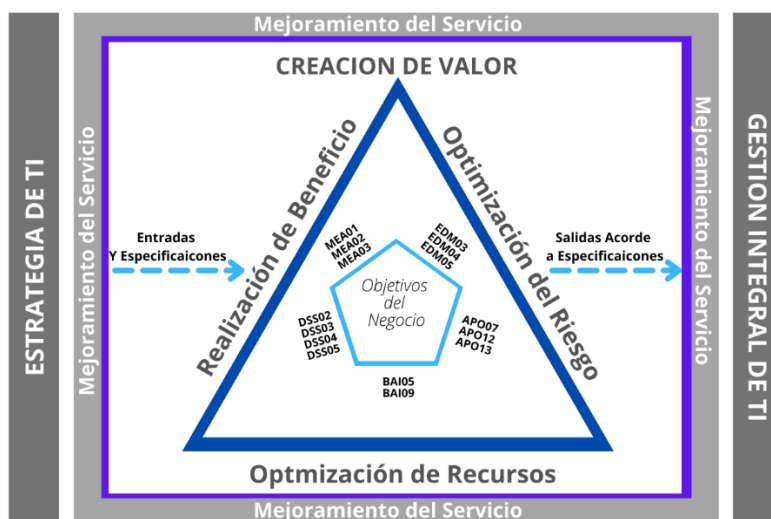 Mejoramiento del Servicio
CREACION DE VALOR
ESTRATEGIA DE TI
Mejoramiento del Servicio
Realización de Beneficio
Optimización del Riesgo
Mejoramiento del Servicio
GESTION INTEGRAL DE TI
Entradas
Y Especificaicones
MEA01
MEA02
MEA03
EDM03
EDM04
EDM05
Salidas Acorde
a Especificaicones
Objetivos
del
Negocio
DSS02
DSS03
DSS04
DSS05
APO07
APO12
APO13
BAI05
BAI09
Optmización de Recursos
Mejoramiento del Servicio